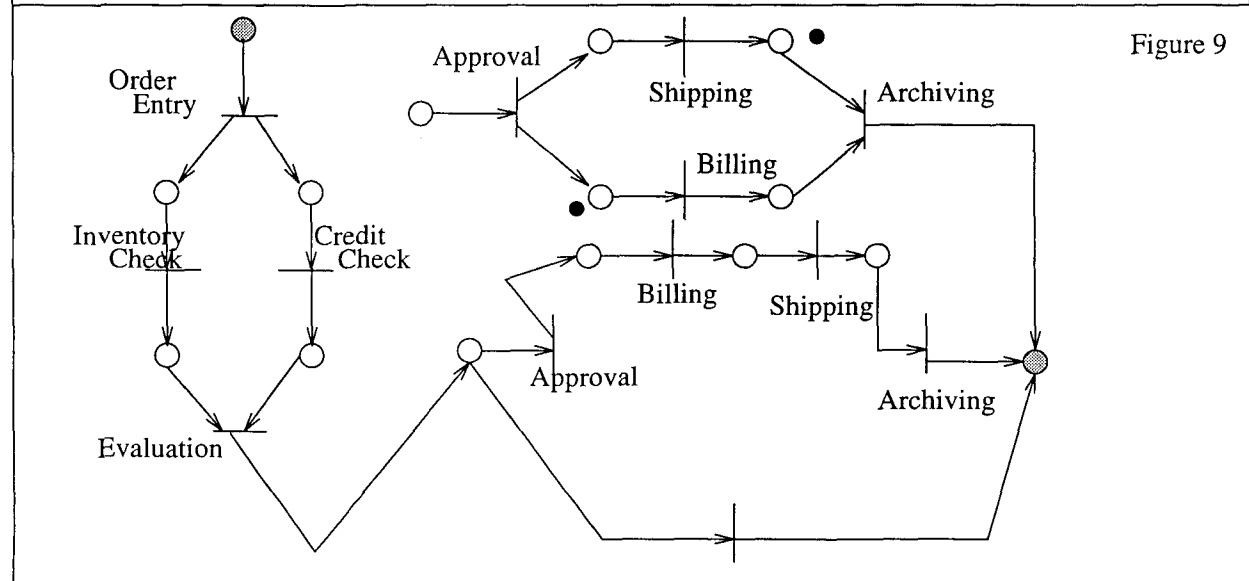 Figure 9
Order
Entry
Approval
Shipping
Archiving
Billing
Inventory
Check
Credit
Check
Billing
Shipping
Approval
Archiving
Evaluation